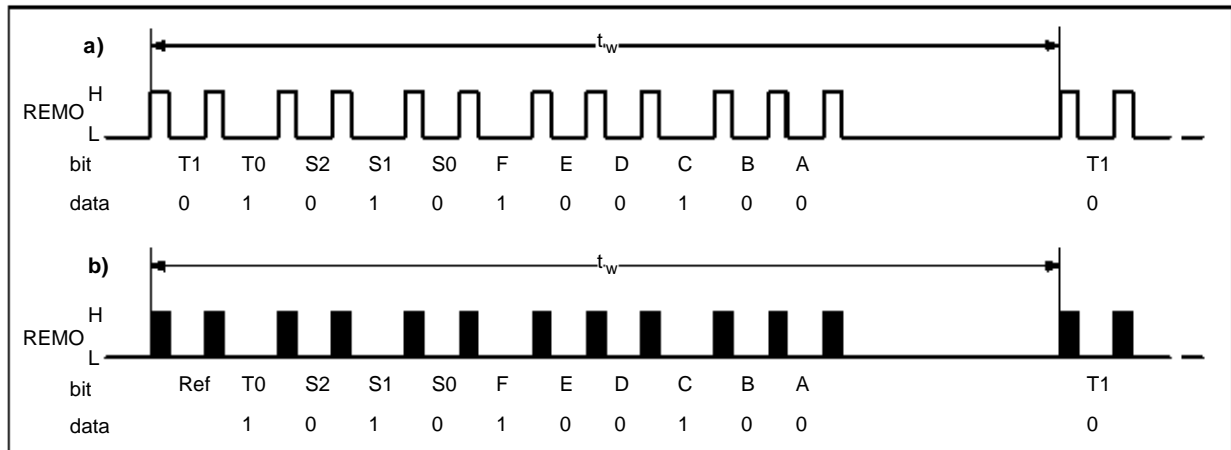 a)
tw
H
REMO
L
bit T1 T0 S2 S1 S0 F E D C B A T1
data 0 1 0 1 0 1 0 0 1 0 0 0
b)
tw
H
REMO
L
bit Ref T0 S2 S1 S0 F E D C B A T1
data 1 0 1 0 1 0 0 1 0 0 0